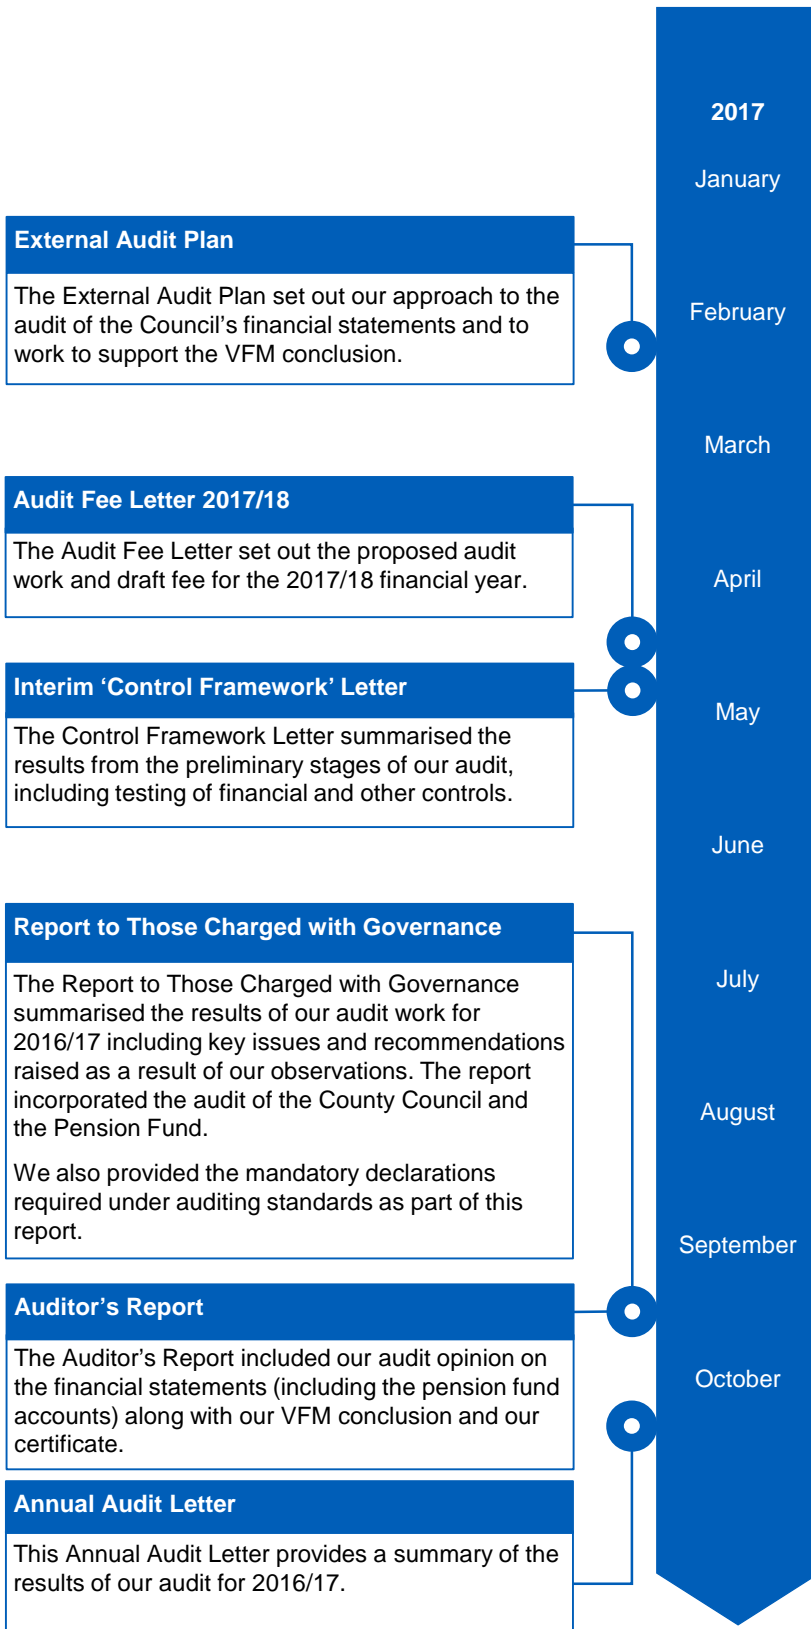 2017
January
External Audit Plan
The External Audit Plan set out our approach to the
audit of the Council’s financial statements and to
work to support the VFM conclusion.
February
March
Audit Fee Letter 2017/18
The Audit Fee Letter set out the proposed audit
work and draft fee for the 2017/18 financial year.
April
Interim ‘Control Framework’ Letter
The Control Framework Letter summarised the
results from the preliminary stages of our audit,
including testing of financial and other controls.
May
June
Report to Those Charged with Governance
The Report to Those Charged with Governance
summarised the results of our audit work for
2016/17 including key issues and recommendations
raised as a result of our observations. The report
incorporated the audit of the County Council and
the Pension Fund.
We also provided the mandatory declarations
required under auditing standards as part of this
report.
July
August
September
Auditor’s Report
The Auditor’s Report included our audit opinion on
the financial statements (including the pension fund
accounts) along with our VFM conclusion and our
certificate.
October
Annual Audit Letter
This Annual Audit Letter provides a summary of the
results of our audit for 2016/17.